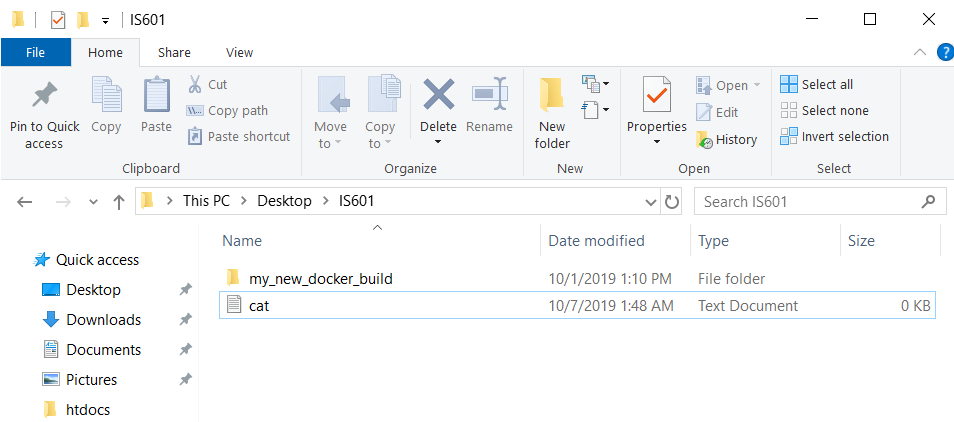 IS601
File Home Share View
Pin to Quick access
Copy
Paste
Cut
Copy path
Paste shortcut
Clipboard
Move to
Copy to
Delete
Rename
Organize
New folder
New
Properties
Open
Edit
History
Open
Select all
Select none
Invert selection
Select
This PC > Desktop > IS601
Search IS601
Name Date modified Type Size
Quick access
Desktop
Downloads
Documents
Pictures
htdocs
my_new_docker_build 10/1/2019 1:10 PM File folder
cat 10/7/2019 1:48 AM Text Document 0 KB